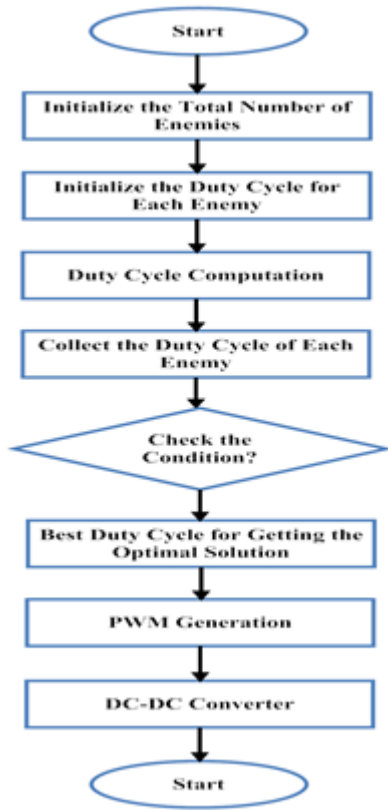 Start
Initialize the Total Number of
Enemies
Initialize the Duty Cycle for
Each Enemy
Duty Cycle Computation
Collect the Duty Cycle of Each
Enemy
Check the
Condition?
Best Duty Cycle for Getting the
Optimal Solution
PWM Generation
DC-DC Converter
Start